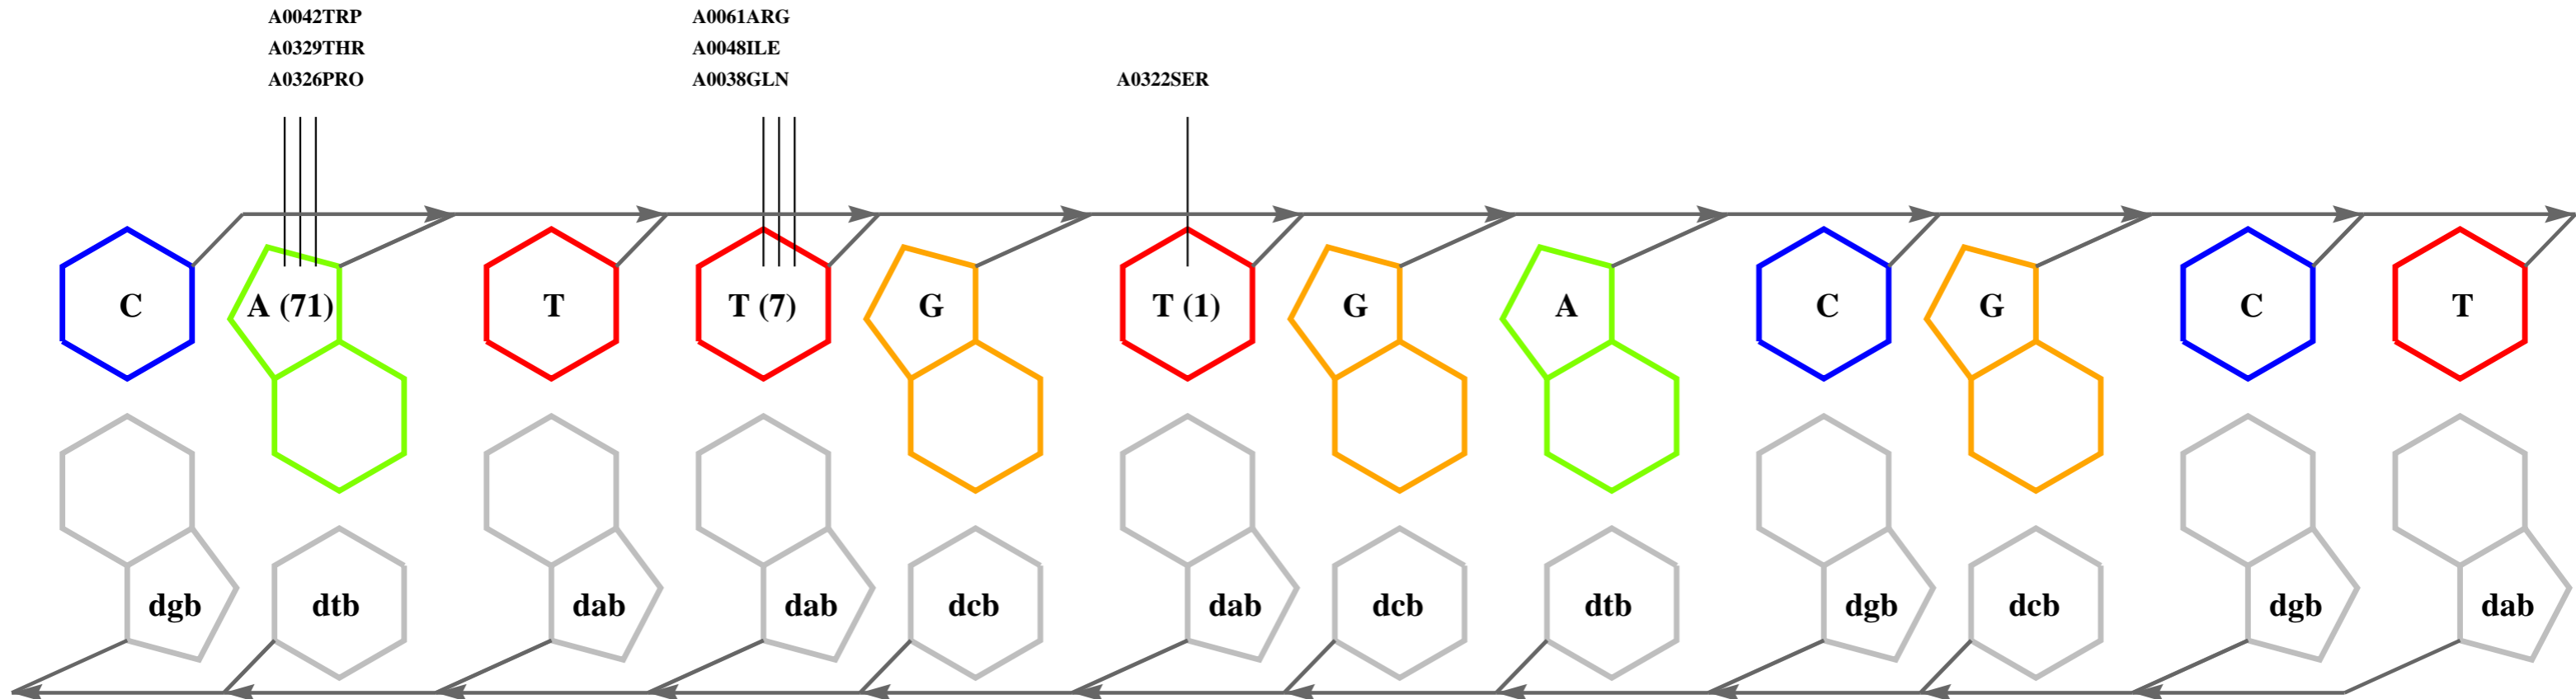 A0042TRP A0061ARG
A0329THR A0048ILE
A0326PRO A0038GLN A0322SER
C A (71) T T (7) G T (1) G A C G C T
dgb dtb dab dab dcb dab dcb dtb dgb dcb dgb dab